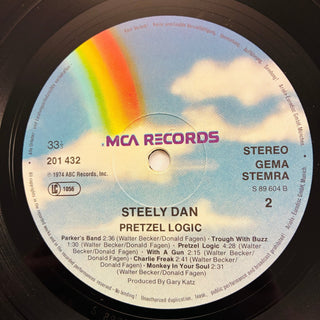 MCA RECORDS
33⅓
201 432
℗ 1974 ABC Records, Inc.
LC 1056
STEREO
GEMA
STEMRA
S 89 604 B
2
STEELY DAN
PRETZEL LOGIC
Parker's Band 2:36 (Walter Becker/Donald Fagen) · Trough With Buzz
1:30 (Walter Becker/Donald Fagen) · Pretzel Logic 4:28 (Walter
Becker/Donald Fagen) · With A Gun 2:15 (Walter Becker/Donald
Fagen) · Charlie Freak 2:41 (Walter Becker/Donald
Fagen) · Monkey In Your Soul 2:31 (Walter
Becker/Donald Fagen)
Produced by Gary Katz